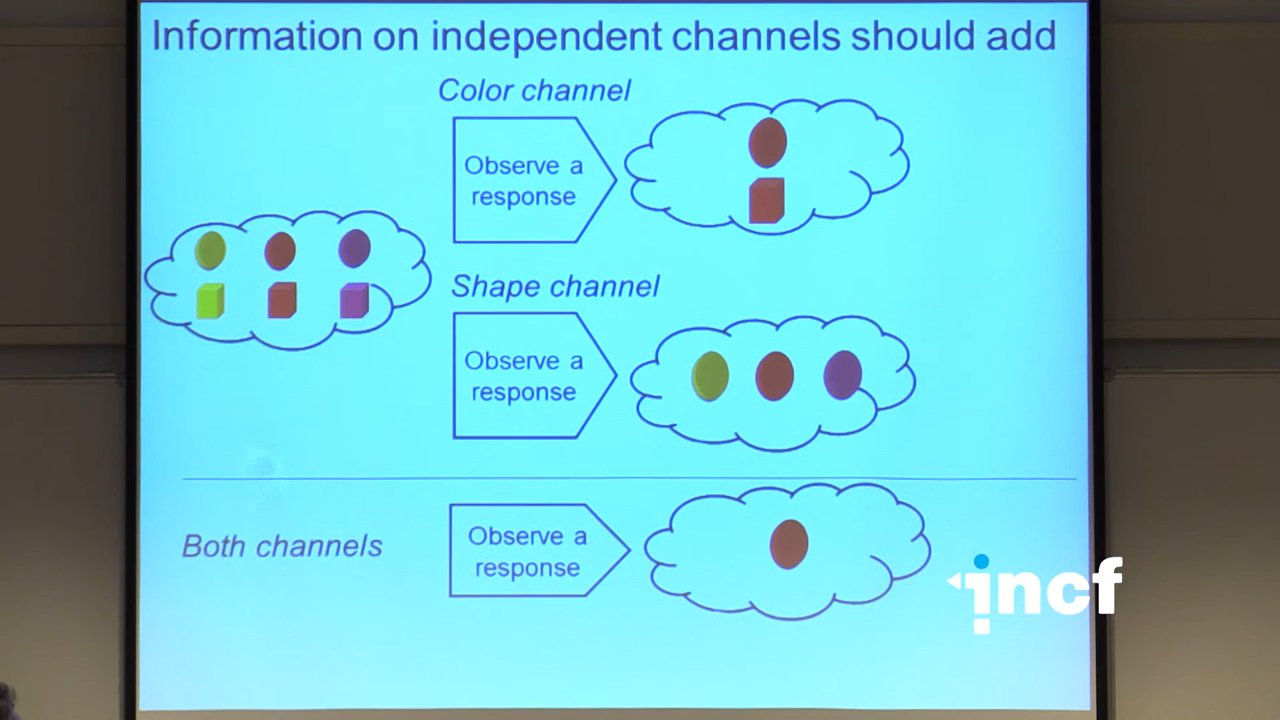 Information on independent channels should add
Color channel
Observe a
response
Shape channel
Observe a
response
Both channels
Observe a
response
incf